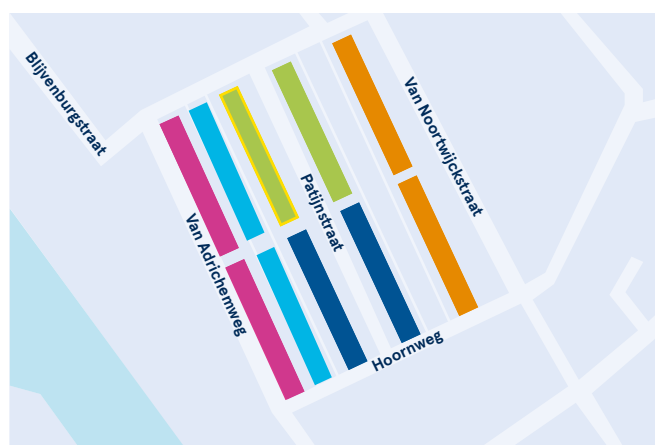 Blijvenburgstraat
Van Adrichemweg
Patijnstraat
Van Noortwijckstraat
Hoornweg